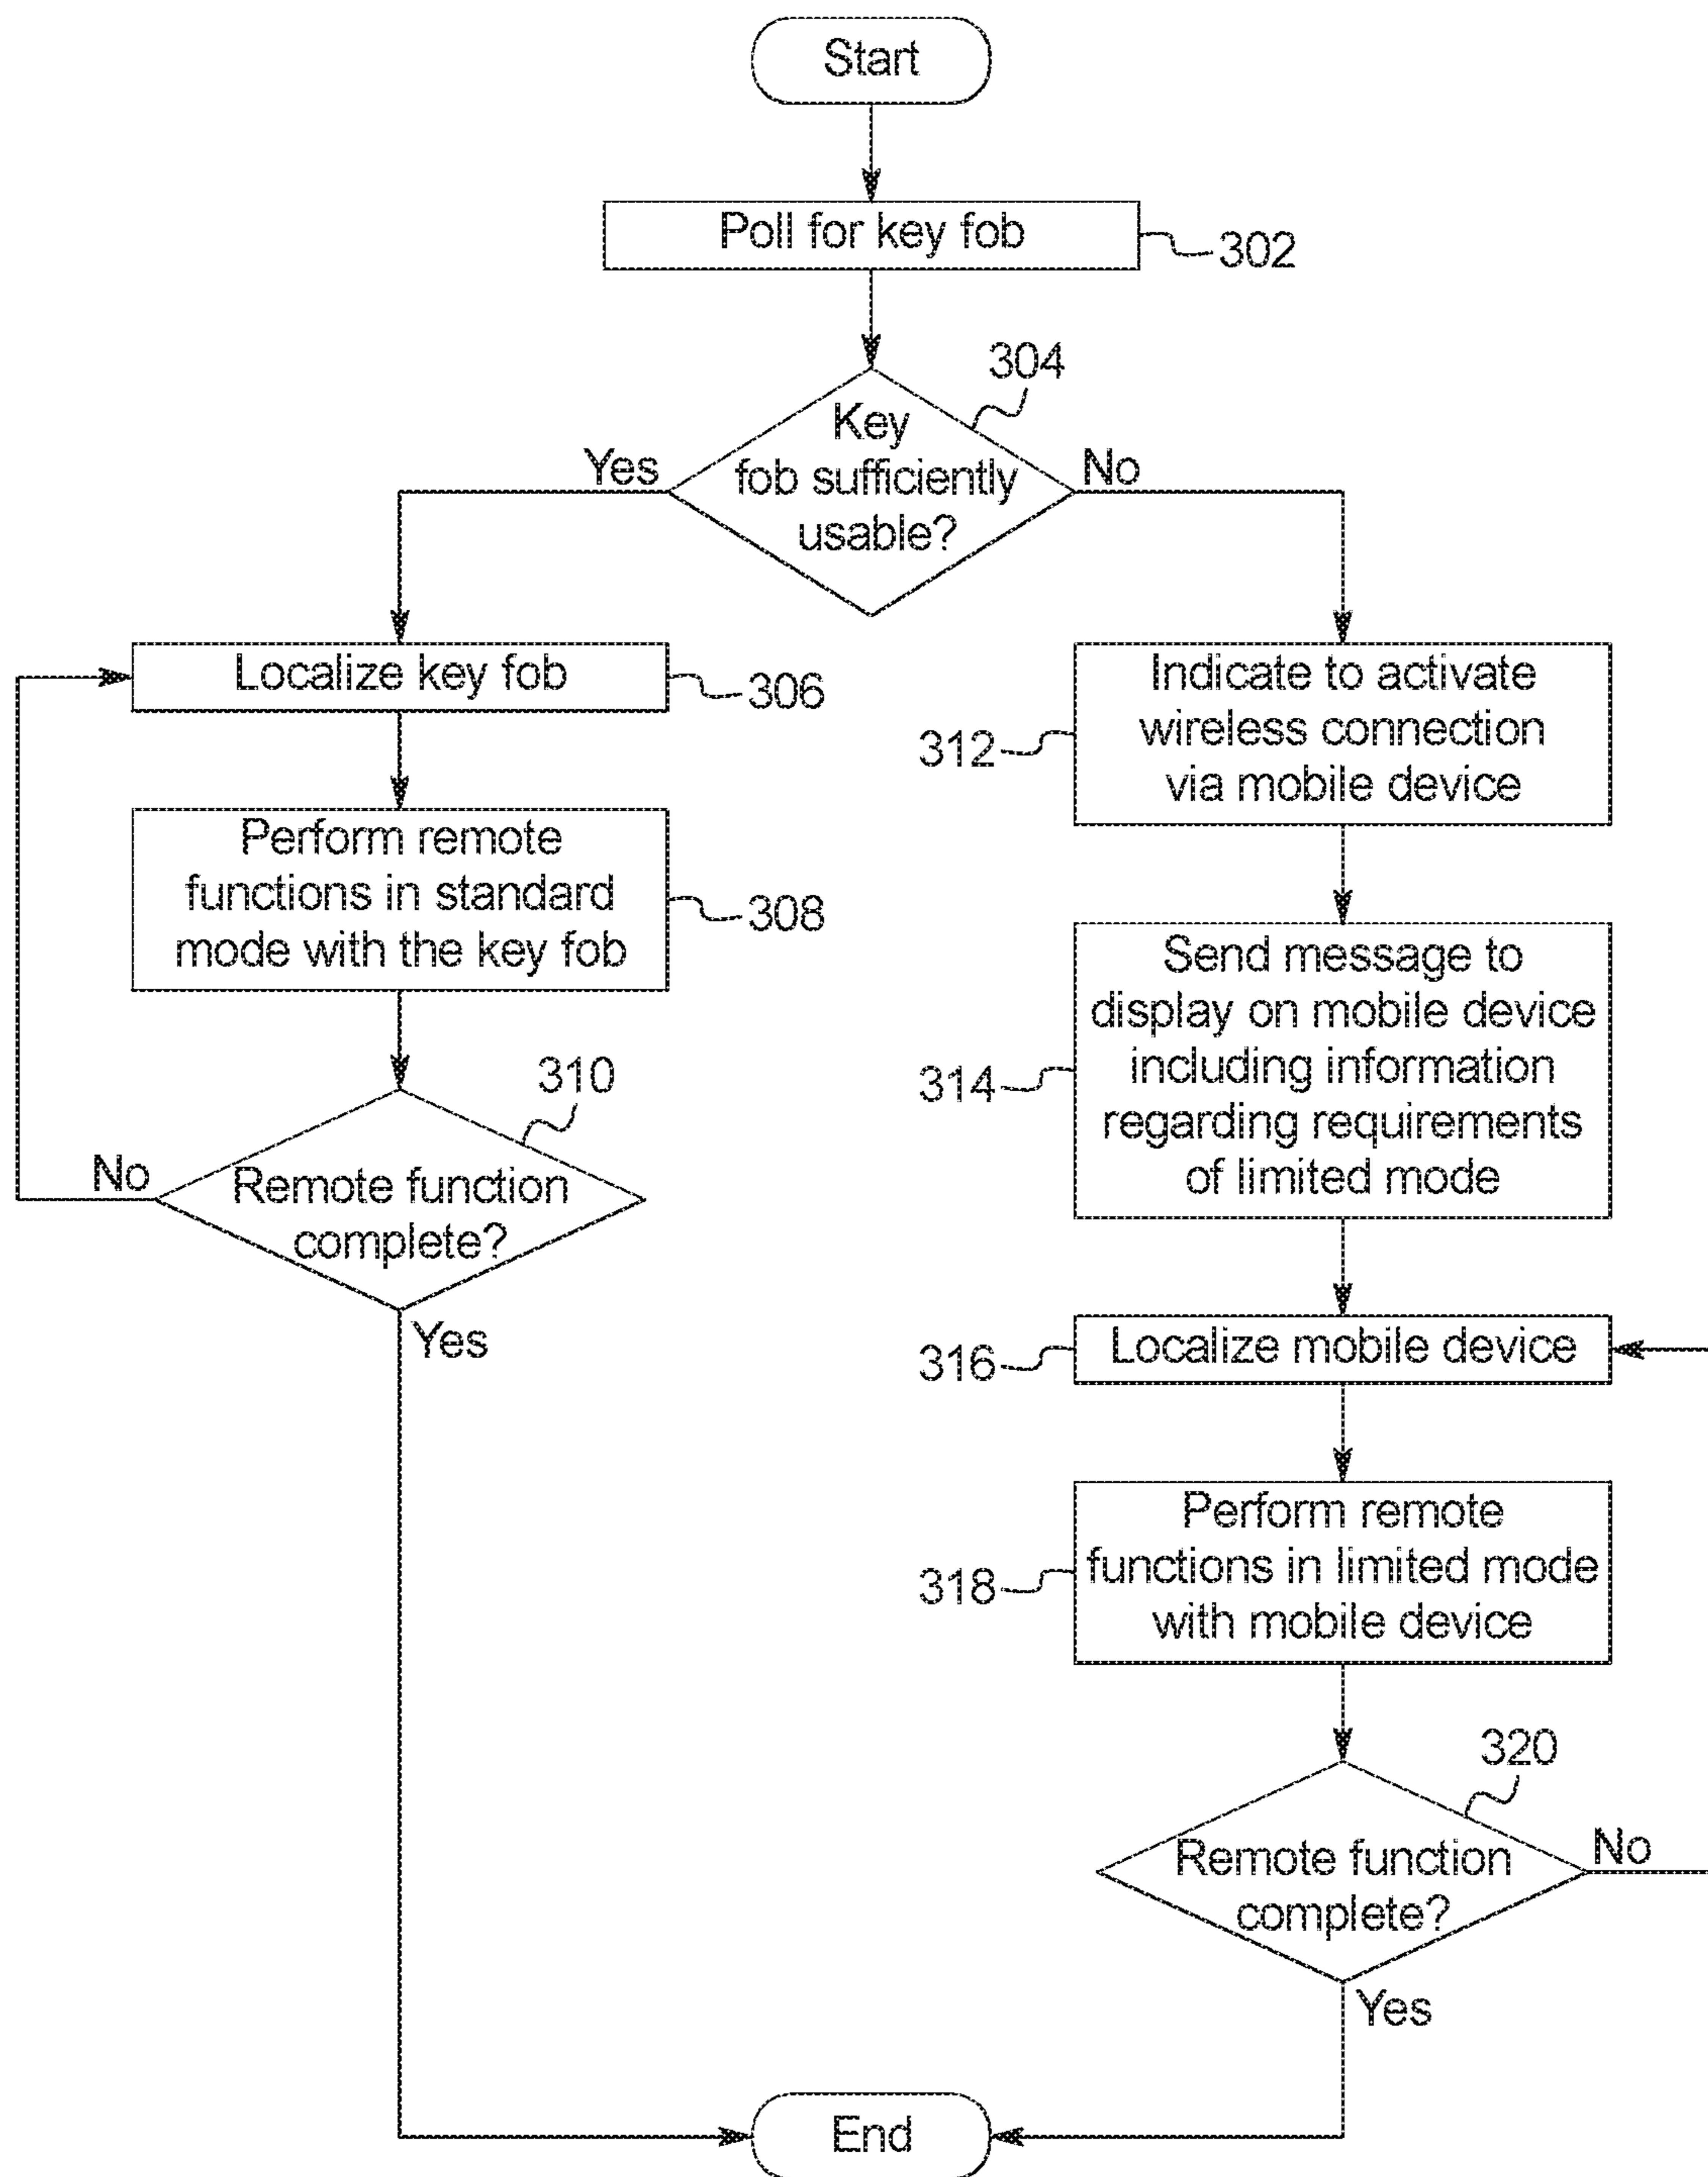 Start
Poll for key fob
302
304
Key
fob sufficiently
usable?
Yes
No
Localize key fob
306
Perform remote
functions in standard
mode with the key fob
308
310
Remote function
complete?
No
Yes
Indicate to activate
wireless connection
via mobile device
312
Send message to
display on mobile device
including information
regarding requirements
of limited mode
314
Localize mobile device
316
Perform remote
functions in limited mode
with mobile device
318
320
Remote function
complete?
No
Yes
End